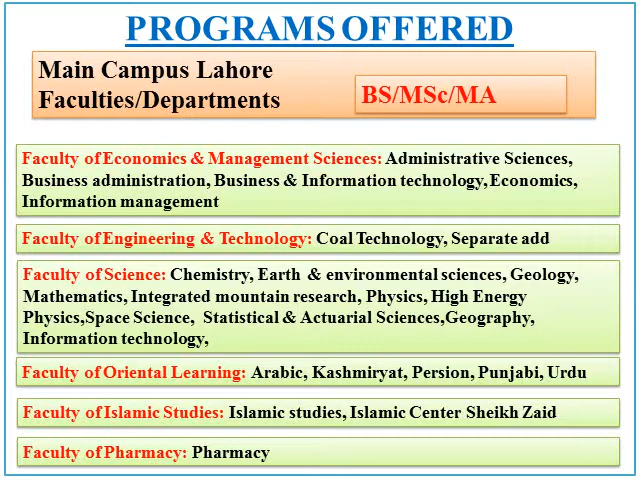 PROGRAMS OFFERED
Main Campus Lahore
Faculties/Departments
BS/MSc/MA
Faculty of Economics & Management Sciences: Administrative Sciences,
Business administration, Business & Information technology, Economics,
Information management
Faculty of Engineering & Technology: Coal Technology, Separate add
Faculty of Science: Chemistry, Earth & environmental sciences, Geology,
Mathematics, Integrated mountain research, Physics, High Energy
Physics,Space Science, Statistical & Actuarial Sciences,Geography,
Information technology,
Faculty of Oriental Learning: Arabic, Kashmiryat, Persion, Punjabi, Urdu
Faculty of Islamic Studies: Islamic studies, Islamic Center Sheikh Zaid
Faculty of Pharmacy: Pharmacy